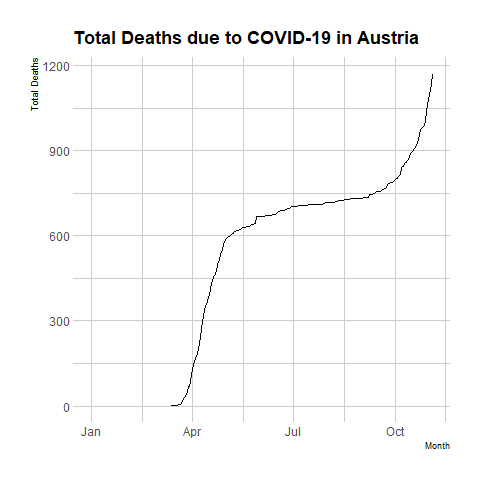 Total Deaths due to COVID-19 in Austria
Total Deaths
1200
900
600
300
0
Jan Apr Jul Oct
Month